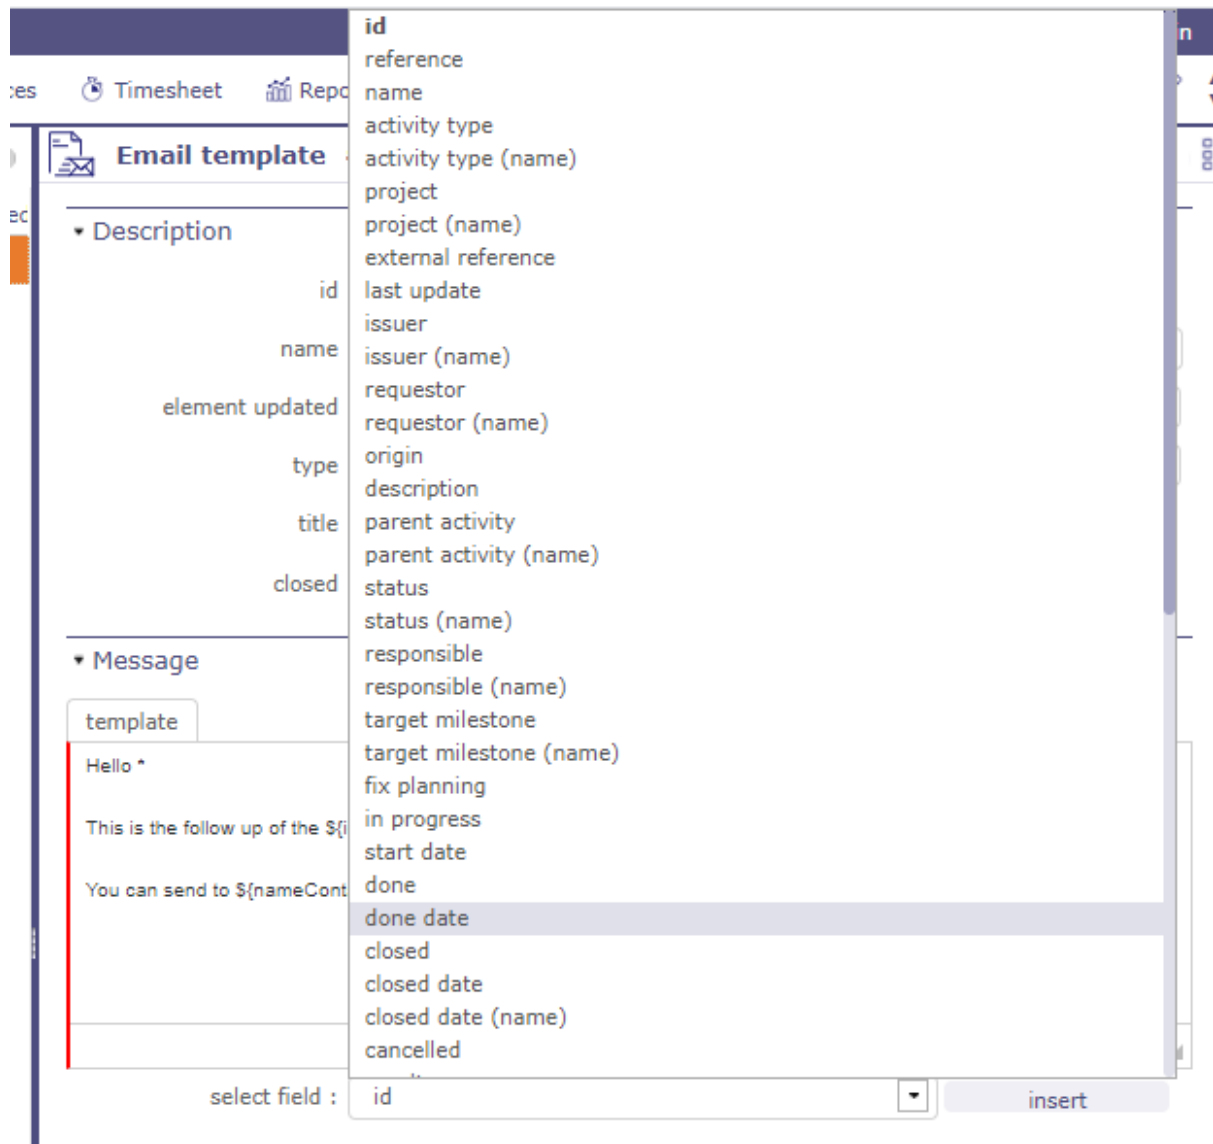 in
Timesheet
Repo
Email template
Description
id
name
element updated
type
title
closed
Message
template
Hello *
This is the follow up of the ${i
You can send to ${nameCont
id
reference
name
activity type
activity type (name)
project
project (name)
external reference
last update
issuer
issuer (name)
requestor
requestor (name)
origin
description
parent activity
parent activity (name)
status
status (name)
responsible
responsible (name)
target milestone
target milestone (name)
fix planning
in progress
start date
done
done date
closed
closed date
closed date (name)
cancelled
select field : id insert